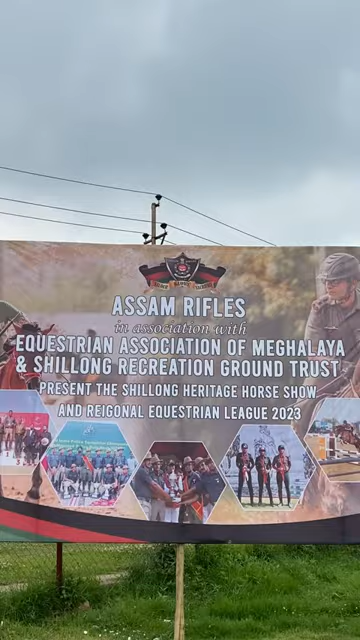 ASSAM RIFLES
in association with
EQUESTRIAN ASSOCIATION OF MEGHALAYA
& SHILLONG RECREATION GROUND TRUST
PRESENT THE SHILLONG HERITAGE HORSE SHOW
AND REIGONAL EQUESTRIAN LEAGUE 2023